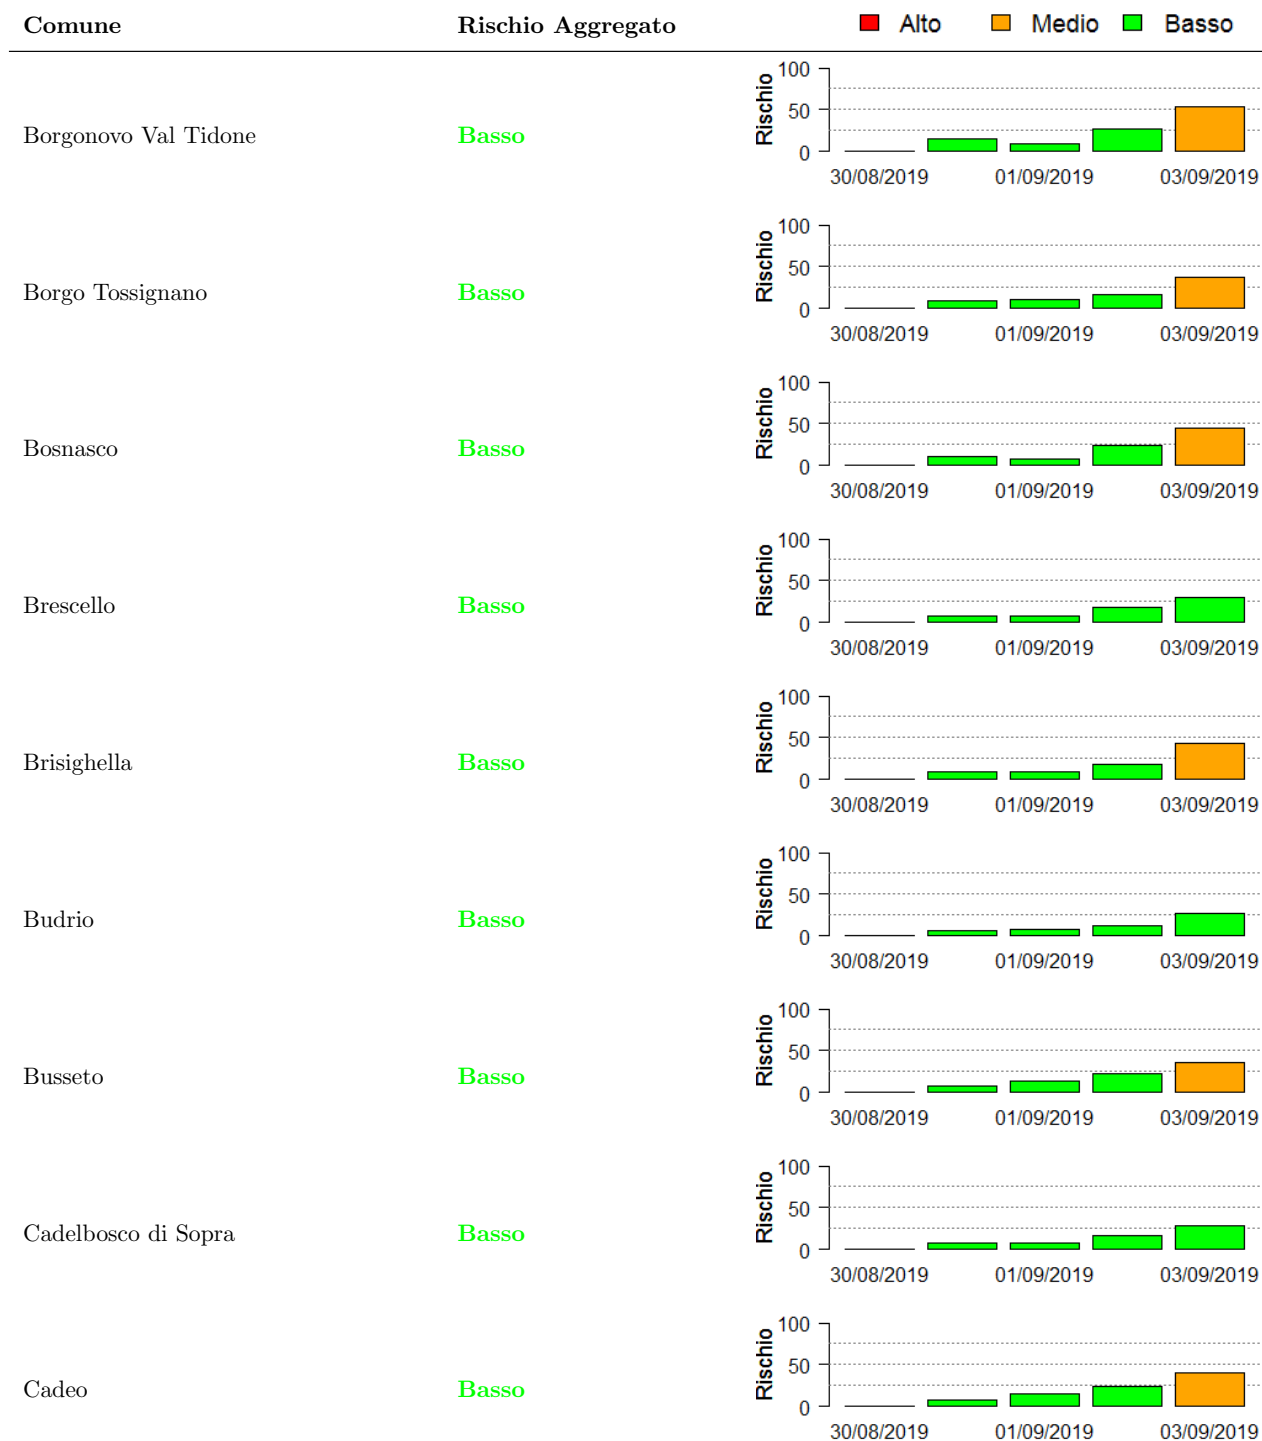 Comune Rischio Aggregato Alto Medio Basso
Borgonovo Val Tidone Basso Rischio 100 50 0
30/08/2019 01/09/2019 03/09/2019
Borgo Tossignano Basso Rischio 100 50 0
30/08/2019 01/09/2019 03/09/2019
Bosnasco Basso Rischio 100 50 0
30/08/2019 01/09/2019 03/09/2019
Brescello Basso Rischio 100 50 0
30/08/2019 01/09/2019 03/09/2019
Brisighella Basso Rischio 100 50 0
30/08/2019 01/09/2019 03/09/2019
Budrio Basso Rischio 100 50 0
30/08/2019 01/09/2019 03/09/2019
Busseto Basso Rischio 100 50 0
30/08/2019 01/09/2019 03/09/2019
Cadelbosco di Sopra Basso Rischio 100 50 0
30/08/2019 01/09/2019 03/09/2019
Cadeo Basso Rischio 100 50 0
30/08/2019 01/09/2019 03/09/2019